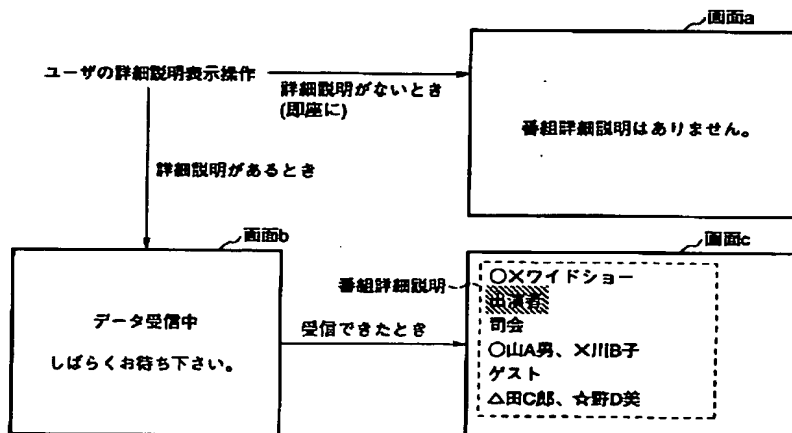 画面a
ユーザの詳細説明表示操作
詳細説明がないとき
(即座に)
番組詳細説明はありません。
詳細説明があるとき
画面b
データ受信中
しばらくお待ち下さい。
受信できたとき
画面c
番組詳細説明
○×ワイドショー
出演者
司会
○山A男、×川B子
ゲスト
△田C郎、☆野D美